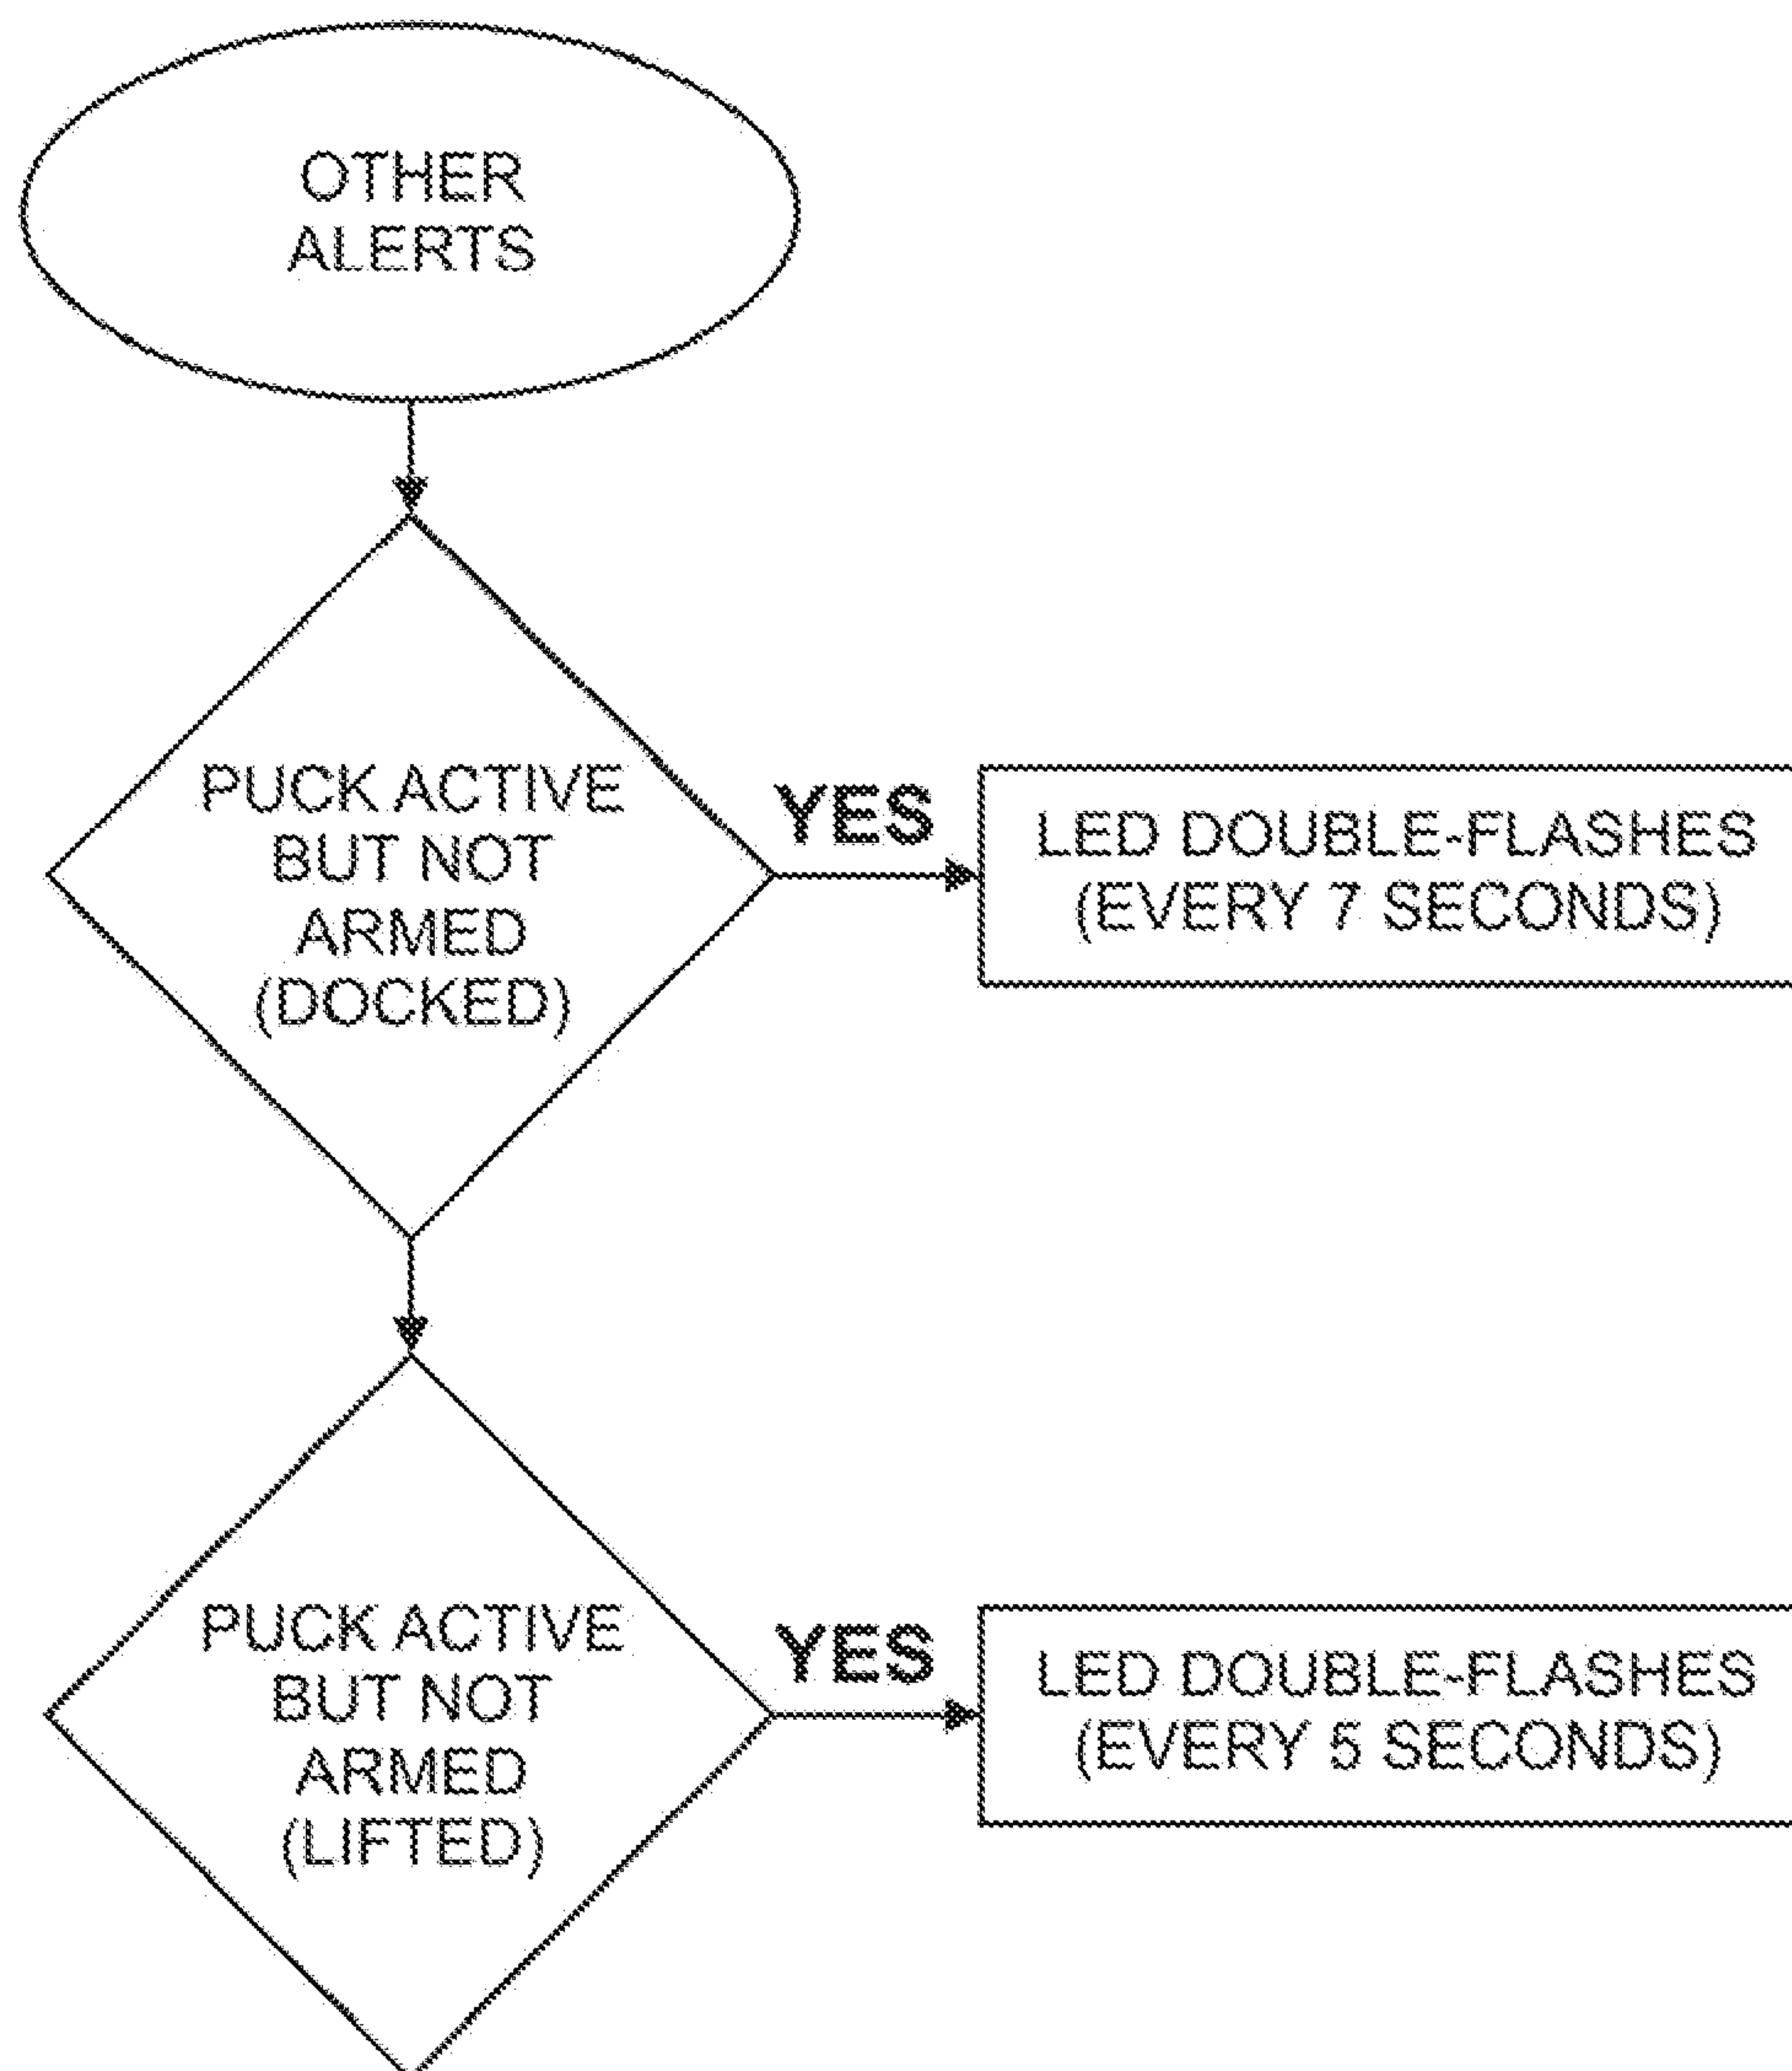 OTHER
ALERTS
PUCK ACTIVE
BUT NOT
ARMED
(DOCKED)
YES
LED DOUBLE-FLASHES
(EVERY 7 SECONDS)
PUCK ACTIVE
BUT NOT
ARMED
(LIFTED)
YES
LED DOUBLE-FLASHES
(EVERY 5 SECONDS)